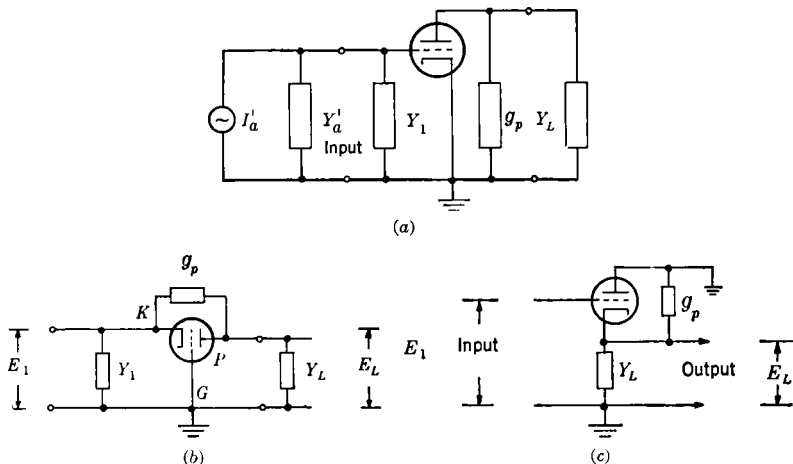 I'a Y'a Y1 gp YL
Input
(a)
gp
K
E1 Y1 P YL EL
G
(b)
E1 Input gp
YL Output EL
(c)